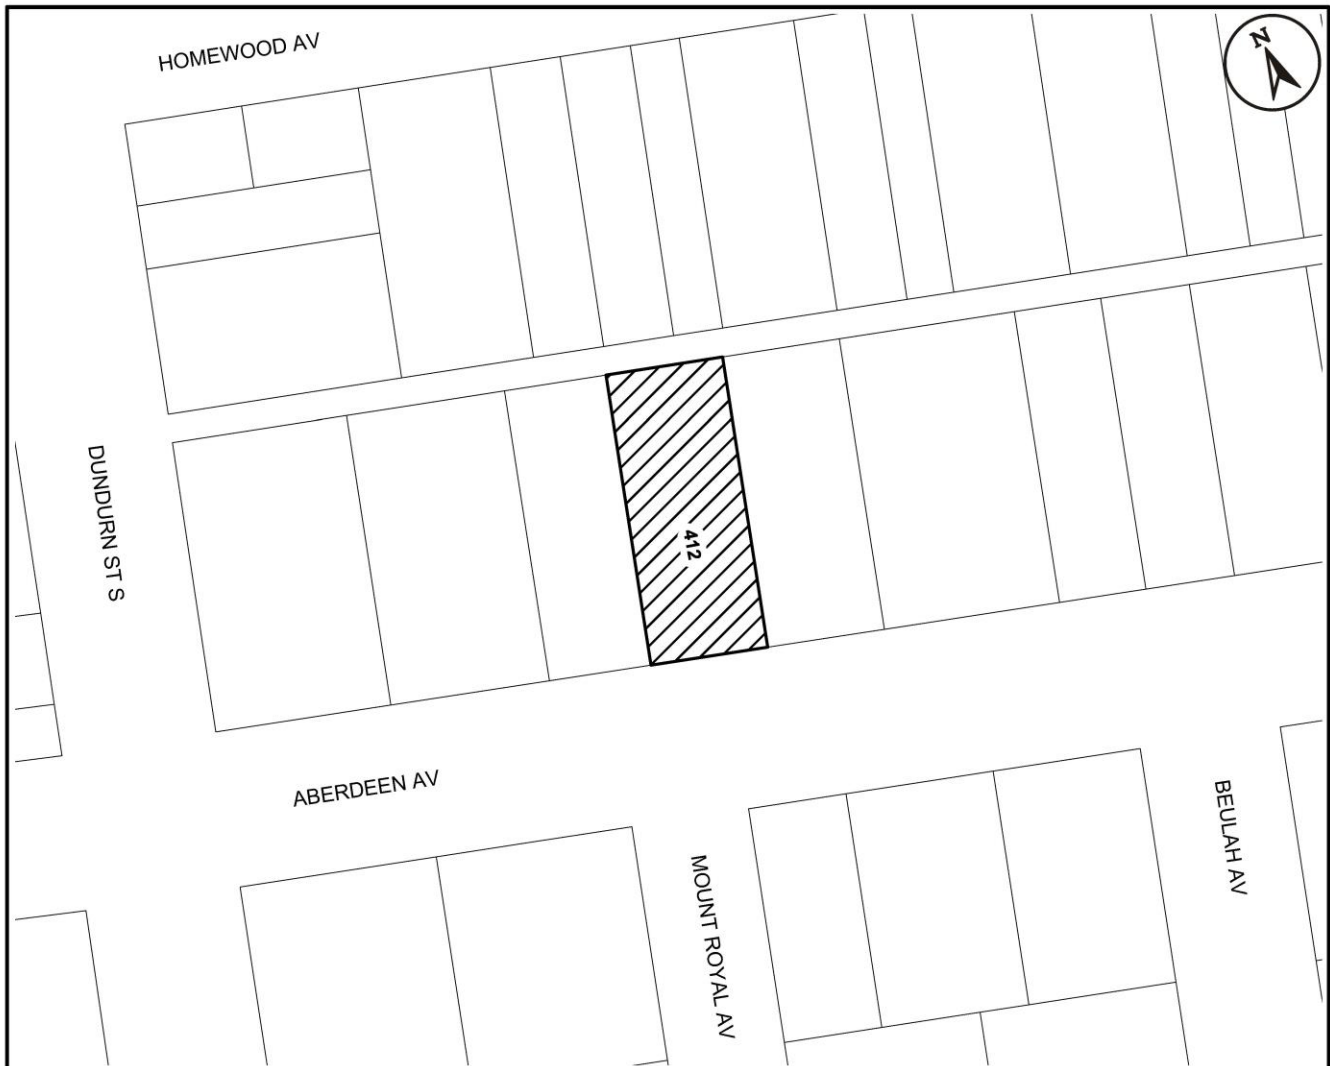 HOMEWOOD AV
N
DUNDURN ST S
412
ABERDEEN AV
MOUNT ROYAL AV
BEULAH AV